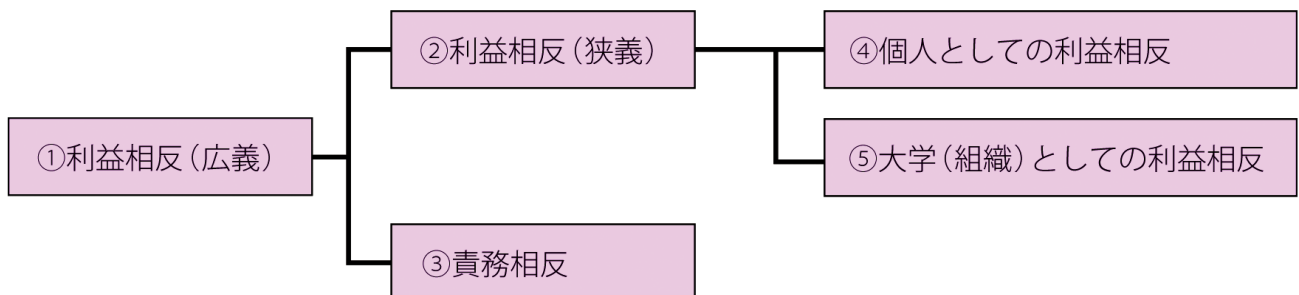 ①利益相反（広義）
②利益相反（狭義）
③責務相反
④個人としての利益相反
⑤大学（組織）としての利益相反